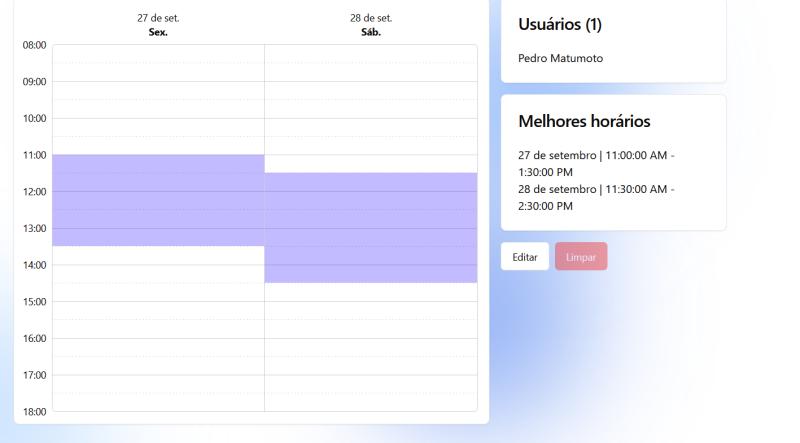 27 de set.
Sex.
28 de set.
Sáb.
08:00
09:00
10:00
11:00
12:00
13:00
14:00
15:00
16:00
17:00
18:00
Usuários (1)
Pedro Matumoto
Melhores horários
27 de setembro | 11:00:00 AM -
1:30:00 PM
28 de setembro | 11:30:00 AM -
2:30:00 PM
Editar
Limpar